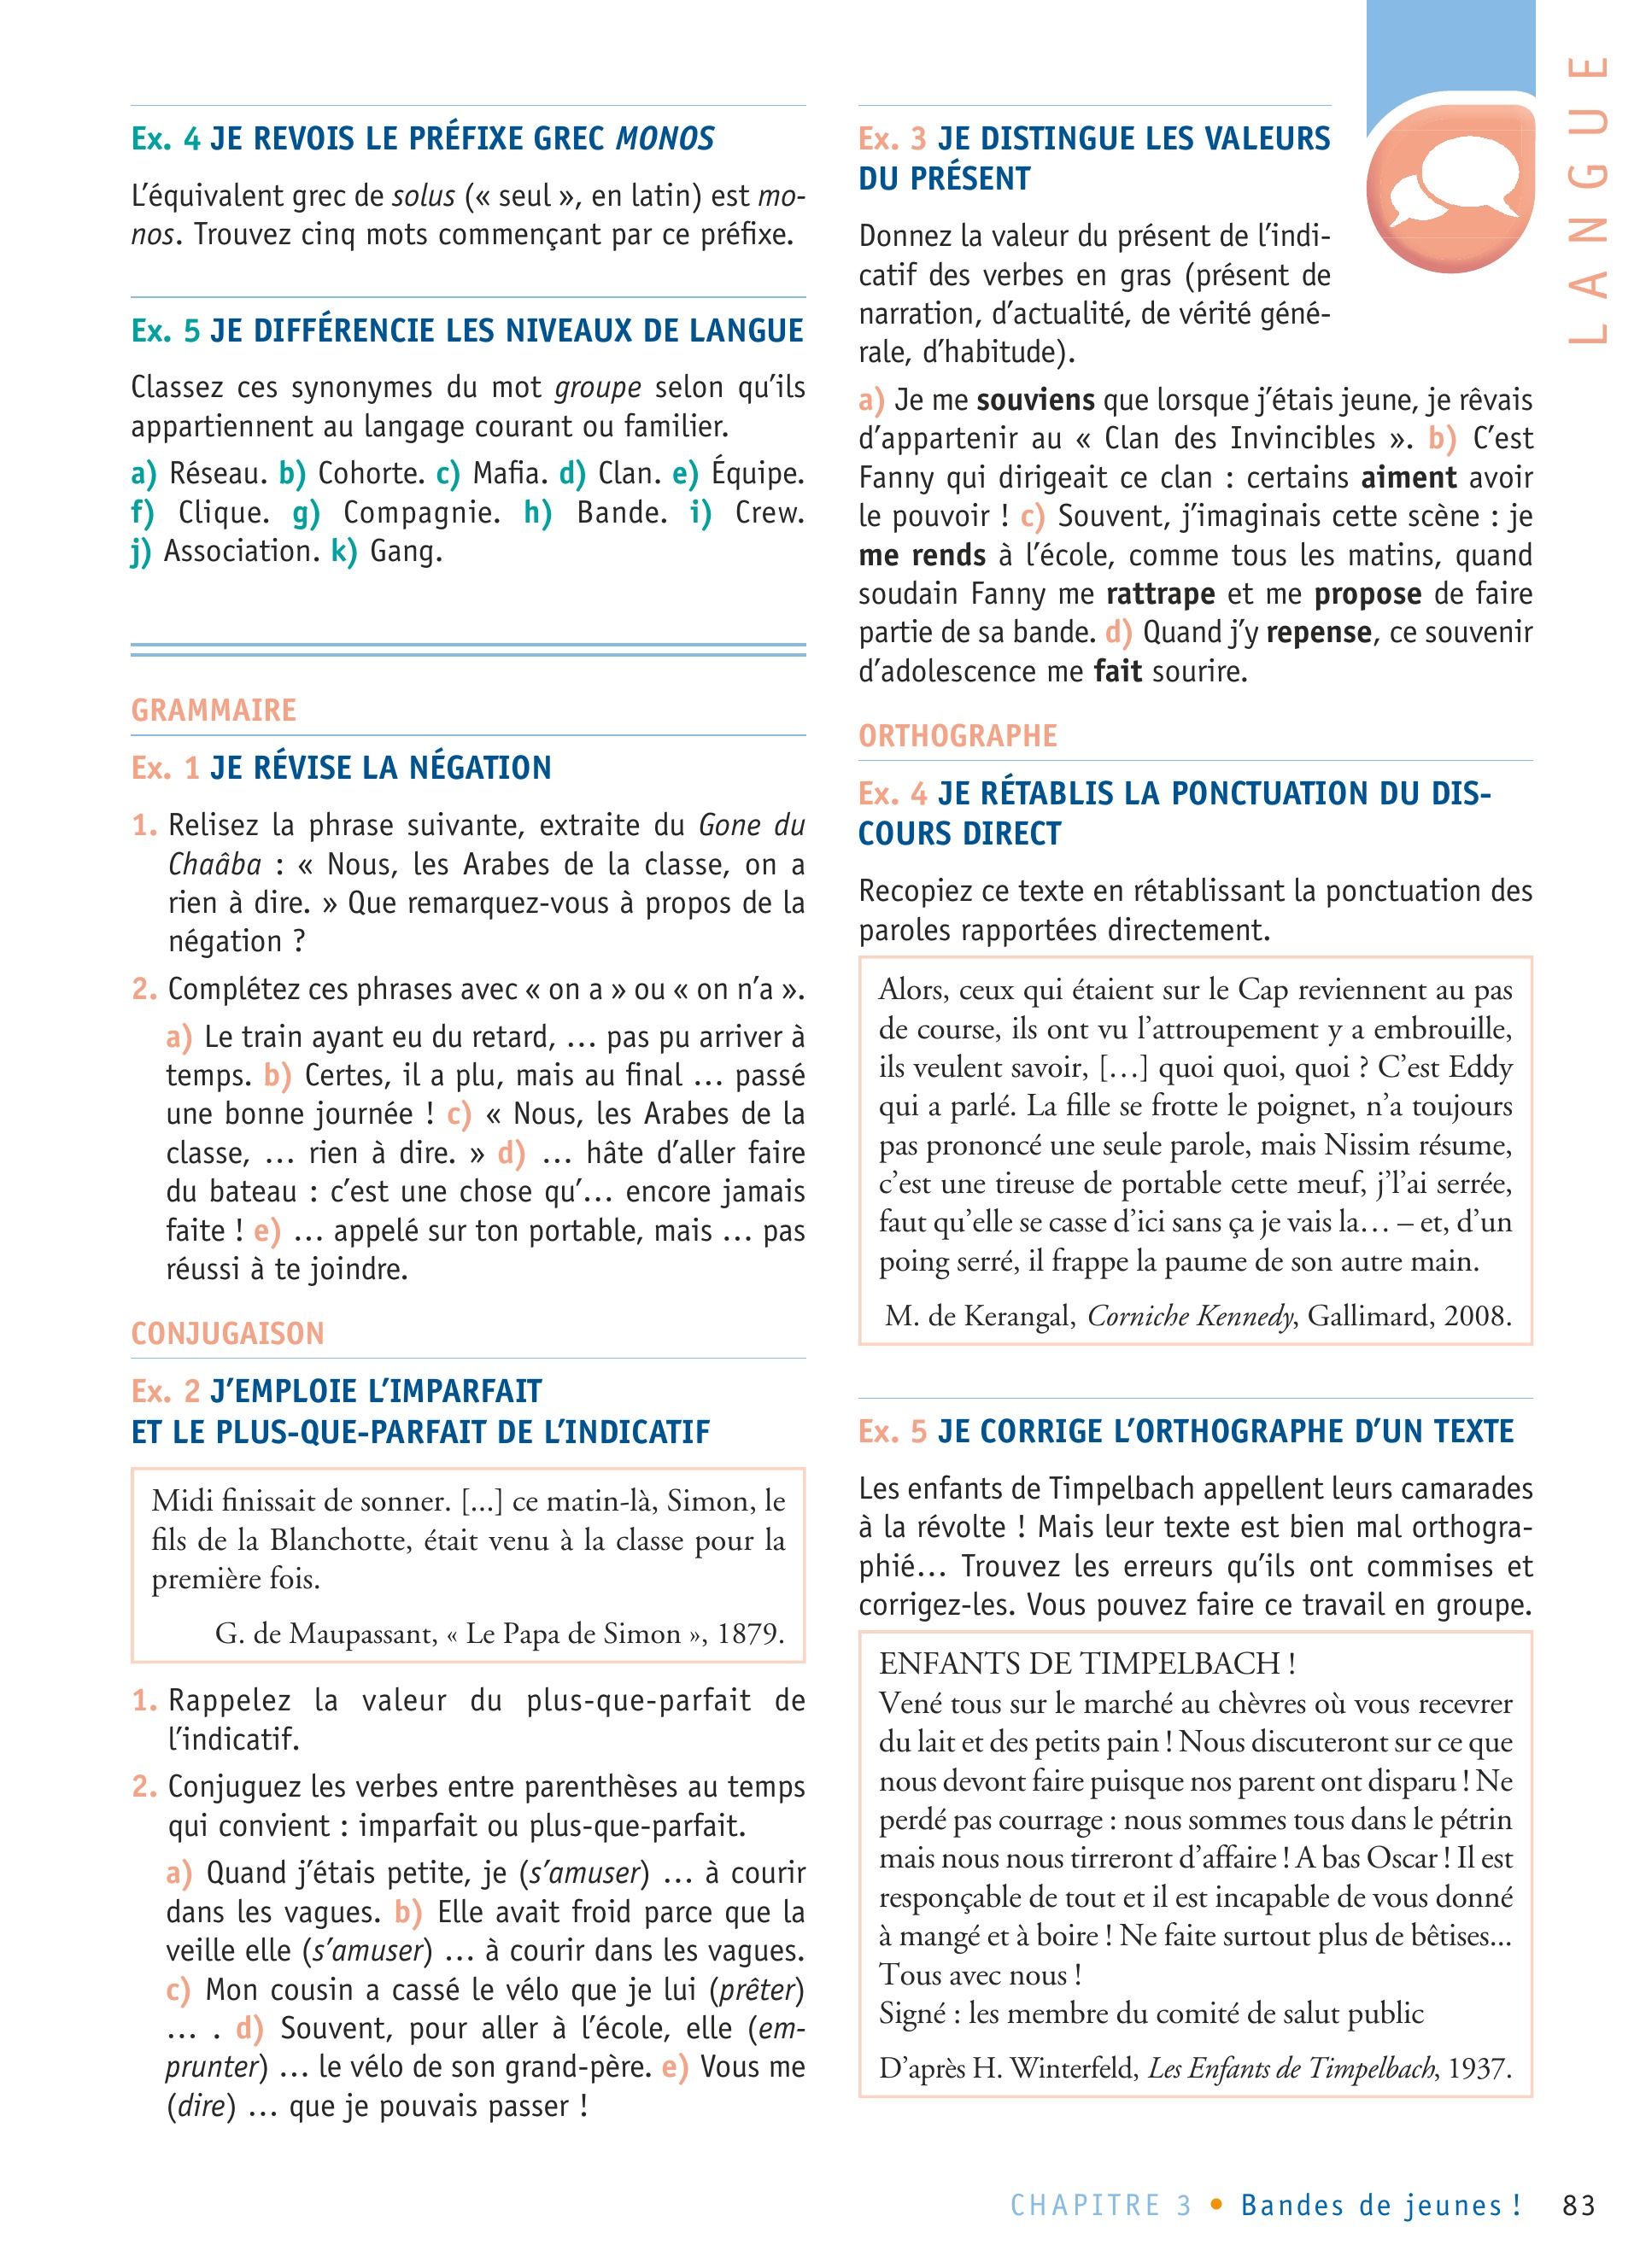 Ex. 4 JE REVOIS LE PRÉFIXE GREC MONOS
L’équivalent grec de solus (« seul », en latin) est mo-
nos. Trouvez cinq mots commençant par ce préfixe.
Ex. 5 JE DIFFÉRENCIE LES NIVEAUX DE LANGUE
Classez ces synonymes du mot groupe selon qu’ils
appartiennent au langage courant ou familier.
a) Réseau. b) Cohorte. c) Mafia. d) Clan. e) Équipe.
f) Clique. g) Compagnie. h) Bande. i) Crew.
j) Association. k) Gang.
GRAMMAIRE
Ex. 1 JE RÉVISE LA NÉGATION
1. Relisez la phrase suivante, extraite du Gone du
Chaâba : « Nous, les Arabes de la classe, on a
rien à dire. » Que remarquez-vous à propos de la
négation ?
2. Complétez ces phrases avec « on a » ou « on n’a ».
a) Le train ayant eu du retard, … pas pu arriver à
temps. b) Certes, il a plu, mais au final … passé
une bonne journée ! c) « Nous, les Arabes de la
classe, … rien à dire. » d) … hâte d’aller faire
du bateau : c’est une chose qu’… encore jamais
faite ! e) … appelé sur ton portable, mais … pas
réussi à te joindre.
CONJUGAISON
Ex. 2 J’EMPLOIE L’IMPARFAIT
ET LE PLUS-QUE-PARFAIT DE L’INDICATIF
Midi finissait de sonner. [...] ce matin-là, Simon, le
fils de la Blanchotte, était venu à la classe pour la
première fois.
G. de Maupassant, « Le Papa de Simon », 1879.
1. Rappelez la valeur du plus-que-parfait de
l’indicatif.
2. Conjuguez les verbes entre parenthèses au temps
qui convient : imparfait ou plus-que-parfait.
a) Quand j’étais petite, je (s’amuser) … à courir
dans les vagues. b) Elle avait froid parce que la
veille elle (s’amuser) … à courir dans les vagues.
c) Mon cousin a cassé le vélo que je lui (prêter)
… . d) Souvent, pour aller à l’école, elle (em-
prunter) … le vélo de son grand-père. e) Vous me
(dire) … que je pouvais passer !
Ex. 3 JE DISTINGUE LES VALEURS
DU PRÉSENT
Donnez la valeur du présent de l’indi-
catif des verbes en gras (présent de
narration, d’actualité, de vérité géné-
rale, d’habitude).
a) Je me souviens que lorsque j’étais jeune, je rêvais
d’appartenir au « Clan des Invincibles ». b) C’est
Fanny qui dirigeait ce clan : certains aiment avoir
le pouvoir ! c) Souvent, j’imaginais cette scène : je
me rends à l’école, comme tous les matins, quand
soudain Fanny me rattrape et me propose de faire
partie de sa bande. d) Quand j’y repense, ce souvenir
d’adolescence me fait sourire.
ORTHOGRAPHE
Ex. 4 JE RÉTABLIS LA PONCTUATION DU DIS-
COURS DIRECT
Recopiez ce texte en rétablissant la ponctuation des
paroles rapportées directement.
Alors, ceux qui étaient sur le Cap reviennent au pas
de course, ils ont vu l’attroupement y a embrouille,
ils veulent savoir, […] quoi quoi, quoi ? C’est Eddy
qui a parlé. La fille se frotte le poignet, n’a toujours
pas prononcé une seule parole, mais Nissim résume,
c’est une tireuse de portable cette meuf, j’l’ai serrée,
faut qu’elle se casse d’ici sans ça je vais la… – et, d’un
poing serré, il frappe la paume de son autre main.
M. de Kerangal, Corniche Kennedy, Gallimard, 2008.
Ex. 5 JE CORRIGE L’ORTHOGRAPHE D’UN TEXTE
Les enfants de Timpelbach appellent leurs camarades
à la révolte ! Mais leur texte est bien mal orthogra-
phié… Trouvez les erreurs qu’ils ont commises et
corrigez-les. Vous pouvez faire ce travail en groupe.
ENFANTS DE TIMPELBACH !
Vené tous sur le marché au chèvres où vous recevrer
du lait et des petits pain ! Nous discuteront sur ce que
nous devont faire puisque nos parent ont disparu ! Ne
perdé pas courrage : nous sommes tous dans le pétrin
mais nous nous tirreront d’affaire ! A bas Oscar ! Il est
responçable de tout et il est incapable de vous donné
à mangé et à boire ! Ne faite surtout plus de bêtises...
Tous avec nous !
Signé : les membre du comité de salut public
D’après H. Winterfeld, Les Enfants de Timpelbach, 1937.
LANGUE
CHAPITRE 3 • Bandes de jeunes ! 83